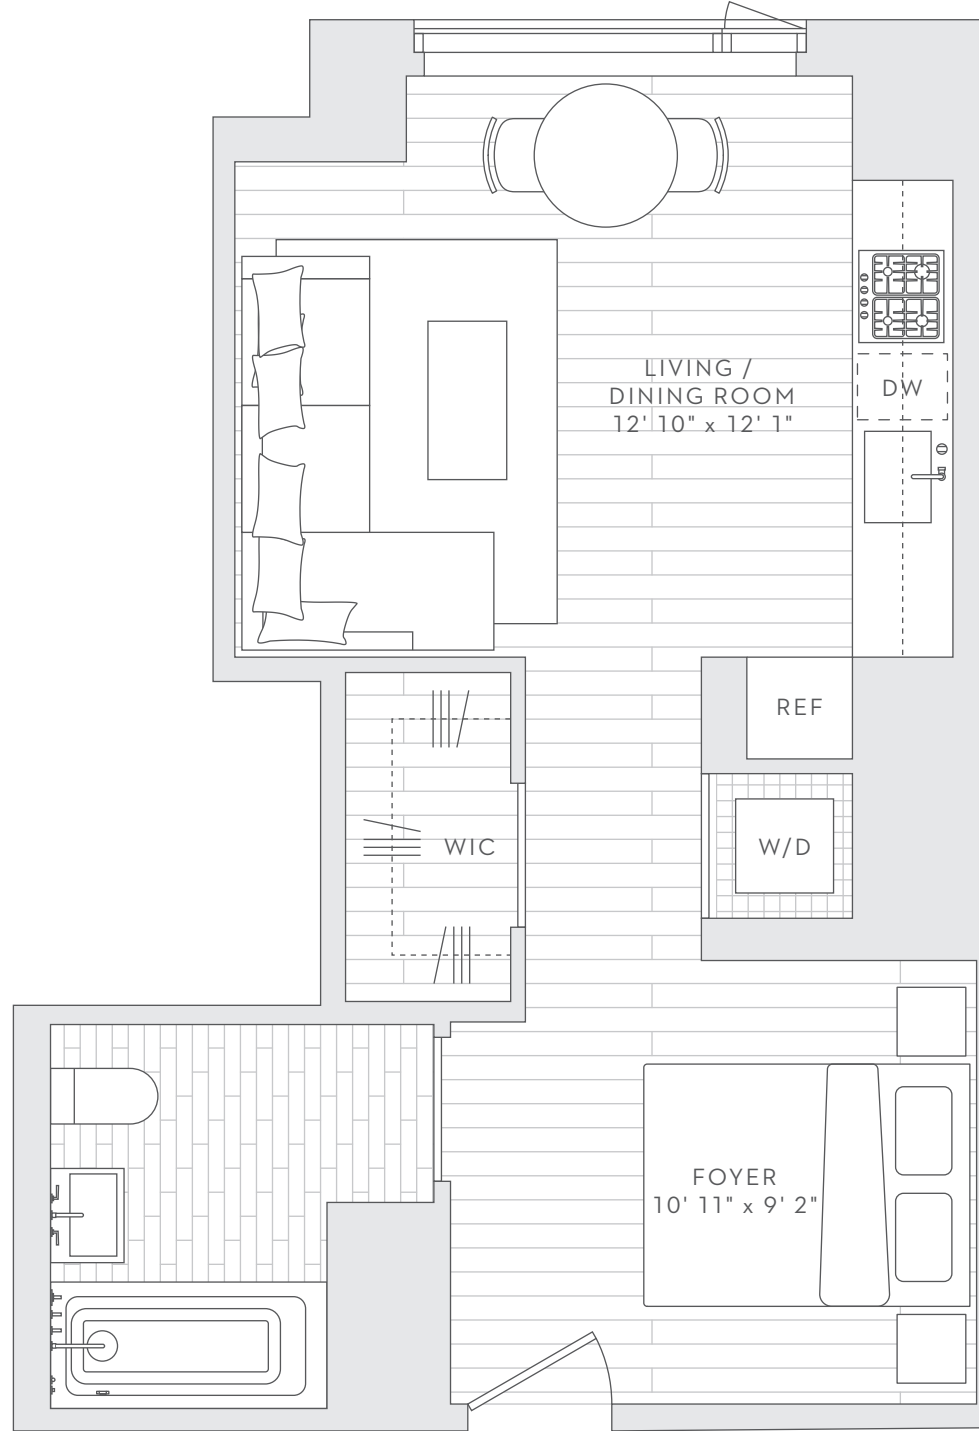 LIVING /
DINING ROOM
12' 10" x 12' 1"
DW
REF
WIC
W/D
FOYER
10' 11" x 9' 2"